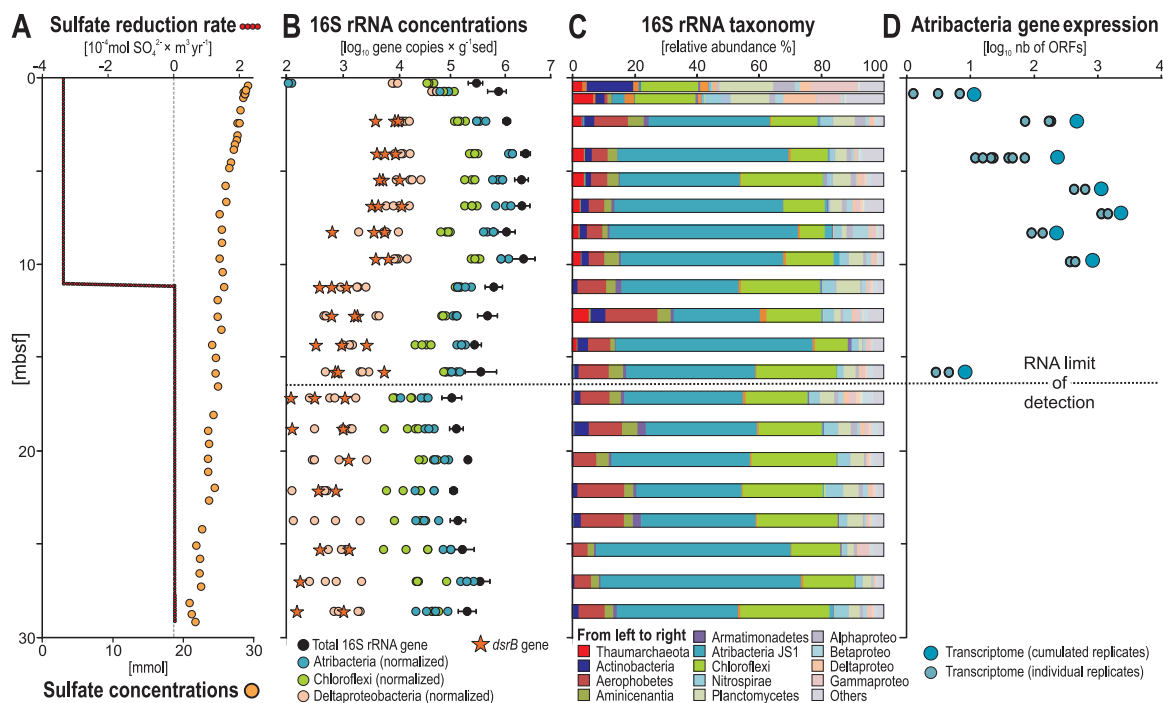 A
Sulfate reduction rate
[10⁻⁴mol SO₄²⁻ × m³ yr⁻¹]
-4 -2 0 2
0
10
20
30
[mbsf]
0 10 20 30
[mmol]
Sulfate concentrations
B
16S rRNA concentrations
[log₁₀ gene copies × g⁻¹sed]
2 3 4 5 6 7
Total 16S rRNA gene
dsrB gene
Atribacteria (normalized)
Chloroflexi (normalized)
Deltaproteobacteria (normalized)
C
16S rRNA taxonomy
[relative abundance %]
0 20 40 60 80 100
From left to right
Thaumarchaeota
Actinobacteria
Aerophobetes
Aminicenantia
Armatimonadetes
Atribacteria JS1
Chloroflexi
Nitrospirae
Planctomycetes
Alphaproteo
Betaproteo
Deltaproteo
Gammaproteo
Others
D
Atribacteria gene expression
[log₁₀ nb of ORFs]
0 1 2 3 4
RNA limit
of
detection
Transcriptome (cumulated replicates)
Transcriptome (individual replicates)